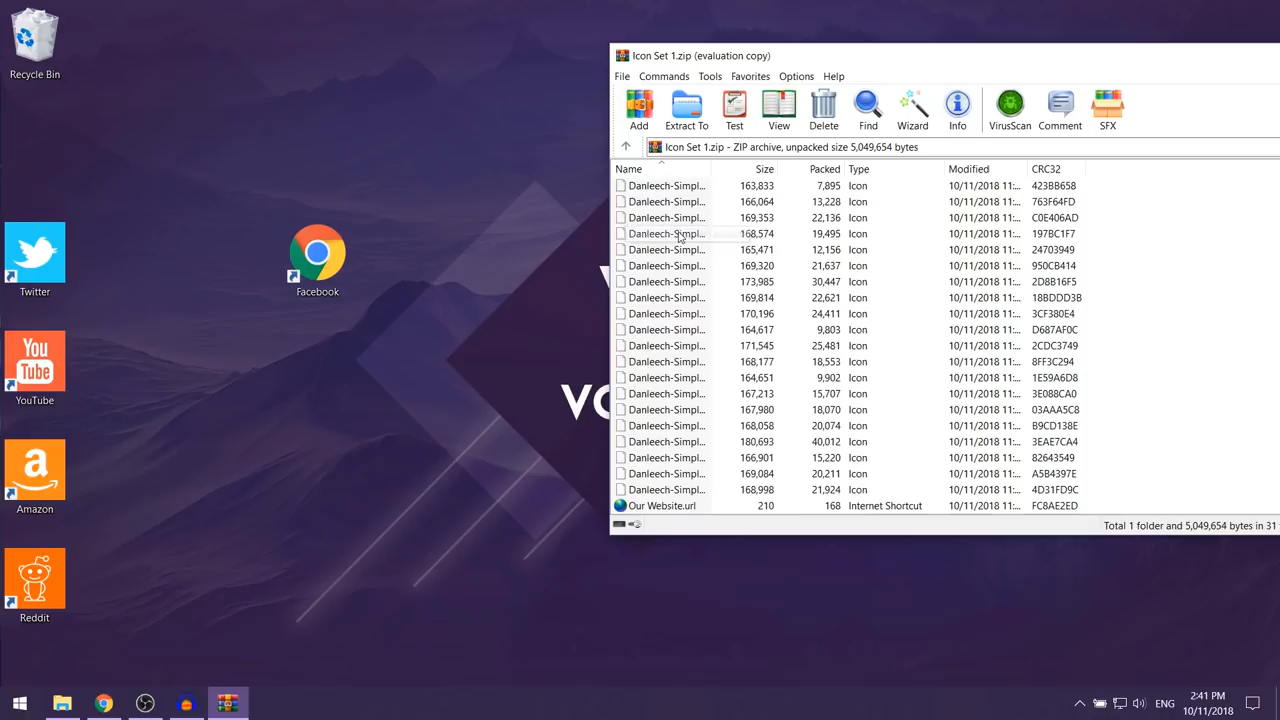 Recycle Bin
Twitter
Facebook
You
Tube
YouTube
a
Amazon
Reddit
VO
Icon Set 1.zip (evaluation copy)
File Commands Tools Favorites Options Help
Add Extract To Test View Delete Find Wizard Info VirusScan Comment SFX
Icon Set 1.zip - ZIP archive, unpacked size 5,049,654 bytes
Name Size Packed Type Modified CRC32
Danleech-Simpl... 163,833 7,895 Icon 10/11/2018 11:... 423BB658
Danleech-Simpl... 166,064 13,228 Icon 10/11/2018 11:... 763F64FD
Danleech-Simpl... 169,353 22,136 Icon 10/11/2018 11:... C0E406AD
Danleech-Simpl... 168,574 19,495 Icon 10/11/2018 11:... 197BC1F7
Danleech-Simpl... 165,471 12,156 Icon 10/11/2018 11:... 24703949
Danleech-Simpl... 169,320 21,637 Icon 10/11/2018 11:... 950CB414
Danleech-Simpl... 173,985 30,447 Icon 10/11/2018 11:... 2D8B16F5
Danleech-Simpl... 169,814 22,621 Icon 10/11/2018 11:... 18BDDD3B
Danleech-Simpl... 170,196 24,411 Icon 10/11/2018 11:... 3CF380E4
Danleech-Simpl... 164,617 9,803 Icon 10/11/2018 11:... D687AF0C
Danleech-Simpl... 171,545 25,481 Icon 10/11/2018 11:... 2CDC3749
Danleech-Simpl... 168,177 18,553 Icon 10/11/2018 11:... 8FF3C294
Danleech-Simpl... 164,651 9,902 Icon 10/11/2018 11:... 1E59A6D8
Danleech-Simpl... 167,213 15,707 Icon 10/11/2018 11:... 3E088CA0
Danleech-Simpl... 167,980 18,070 Icon 10/11/2018 11:... 03AAA5C8
Danleech-Simpl... 168,058 20,074 Icon 10/11/2018 11:... B9CD138E
Danleech-Simpl... 180,693 40,012 Icon 10/11/2018 11:... 3EAE7CA4
Danleech-Simpl... 166,901 15,220 Icon 10/11/2018 11:... 82643549
Danleech-Simpl... 169,084 20,211 Icon 10/11/2018 11:... A5B4397E
Danleech-Simpl... 168,998 21,924 Icon 10/11/2018 11:... 4D31FD9C
Our Website.url 210 168 Internet Shortcut 10/11/2018 11:... FC8AE2ED
Total 1 folder and 5,049,654 bytes in 31
ENG
2:41 PM
10/11/2018